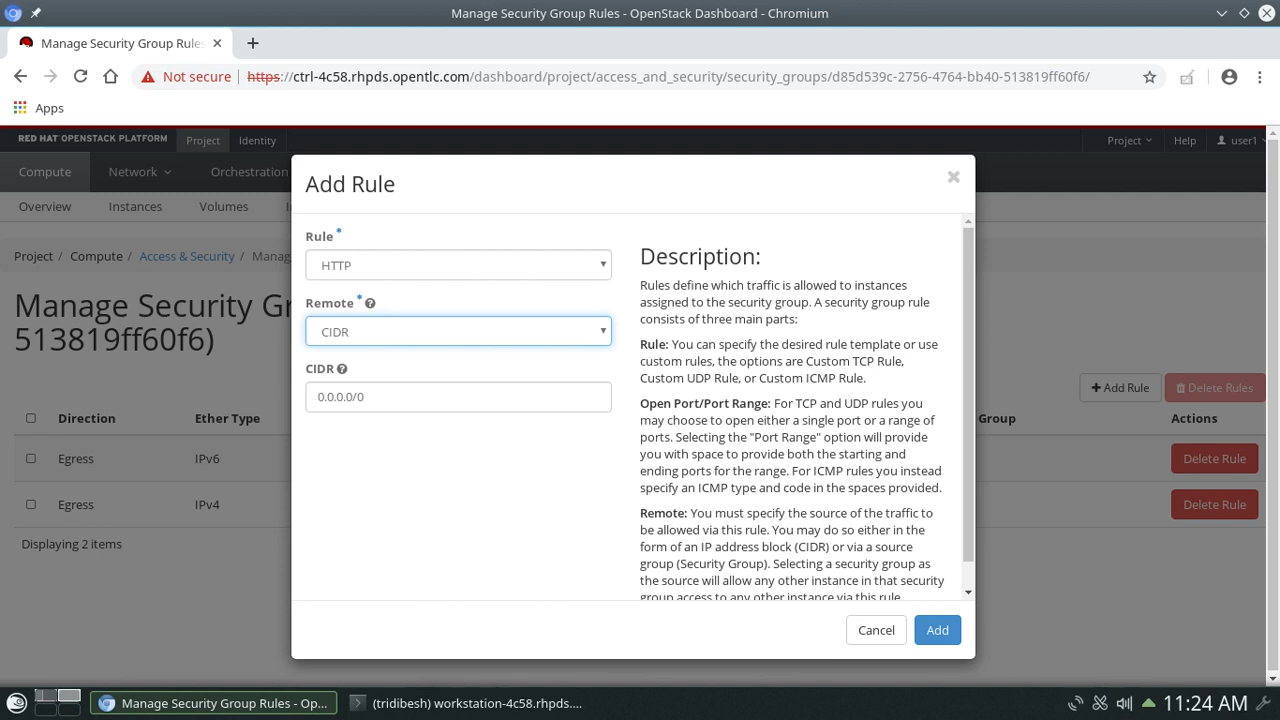 Manage Security Group Rules - OpenStack Dashboard - Chromium
Manage Security Group Rules
Not secure
https://ctrl-4c58.rhpds.opentlc.com/dashboard/project/access_and_security/security_groups/d85d539c-2756-4764-bb40-513819ff60f6/
Apps
RED HAT OPENSTACK PLATFORM
Project
Identity
Project
Help
user1
Compute
Network
Orchestration
Overview
Instances
Volumes
Project / Compute / Access & Security / Manag
Manage Security G
513819ff60f6)
+ Add Rule
Delete Rules
Direction
Ether Type
Group
Actions
Egress
IPv6
Delete Rule
Egress
IPv4
Delete Rule
Displaying 2 items
Add Rule
Rule *
HTTP
Remote *
CIDR
CIDR
0.0.0.0/0
Description:
Rules define which traffic is allowed to instances
assigned to the security group. A security group rule
consists of three main parts:
Rule: You can specify the desired rule template or use
custom rules, the options are Custom TCP Rule,
Custom UDP Rule, or Custom ICMP Rule.
Open Port/Port Range: For TCP and UDP rules you
may choose to open either a single port or a range of
ports. Selecting the "Port Range" option will provide
you with space to provide both the starting and
ending ports for the range. For ICMP rules you instead
specify an ICMP type and code in the spaces provided.
Remote: You must specify the source of the traffic to
be allowed via this rule. You may do so either in the
form of an IP address block (CIDR) or via a source
group (Security Group). Selecting a security group as
the source will allow any other instance in that security
group access to any other instance via this rule.
Cancel
Add
Manage Security Group Rules - Op...
(tridibesh) workstation-4c58.rhpds....
11:24 AM